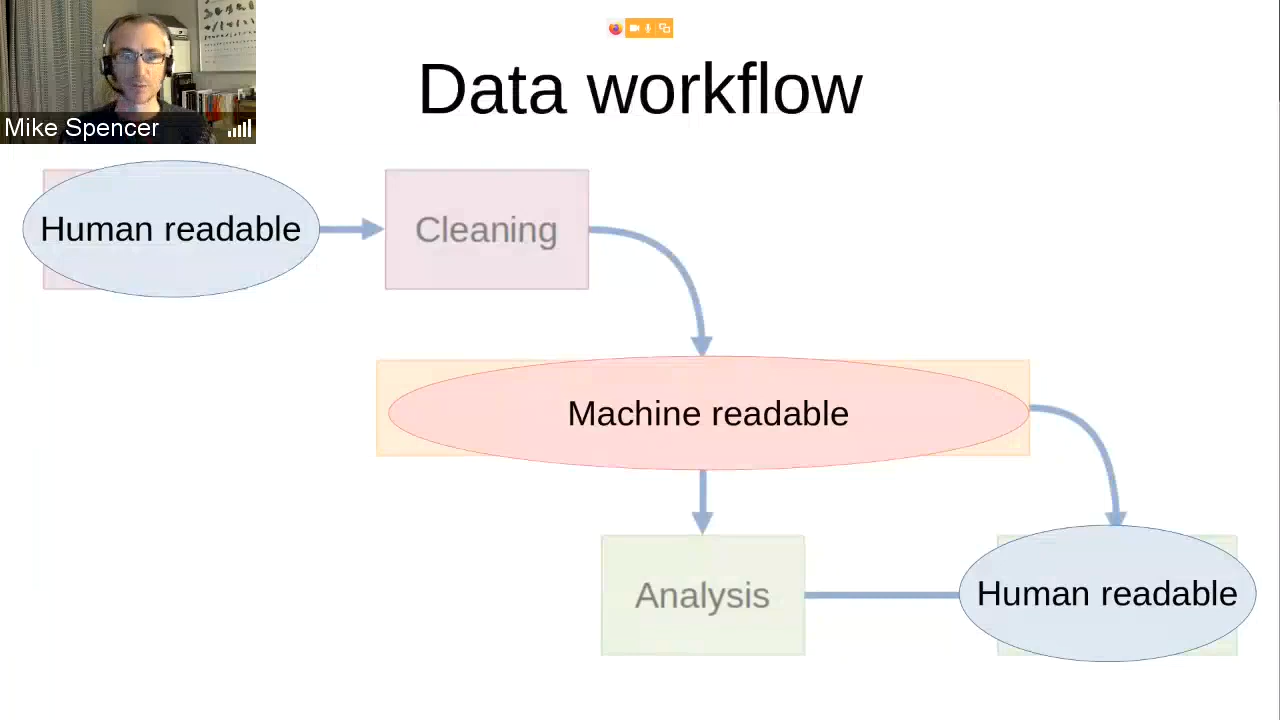 Data workflow
Mike Spencer
Human readable
Cleaning
Machine readable
Analysis
Human readable